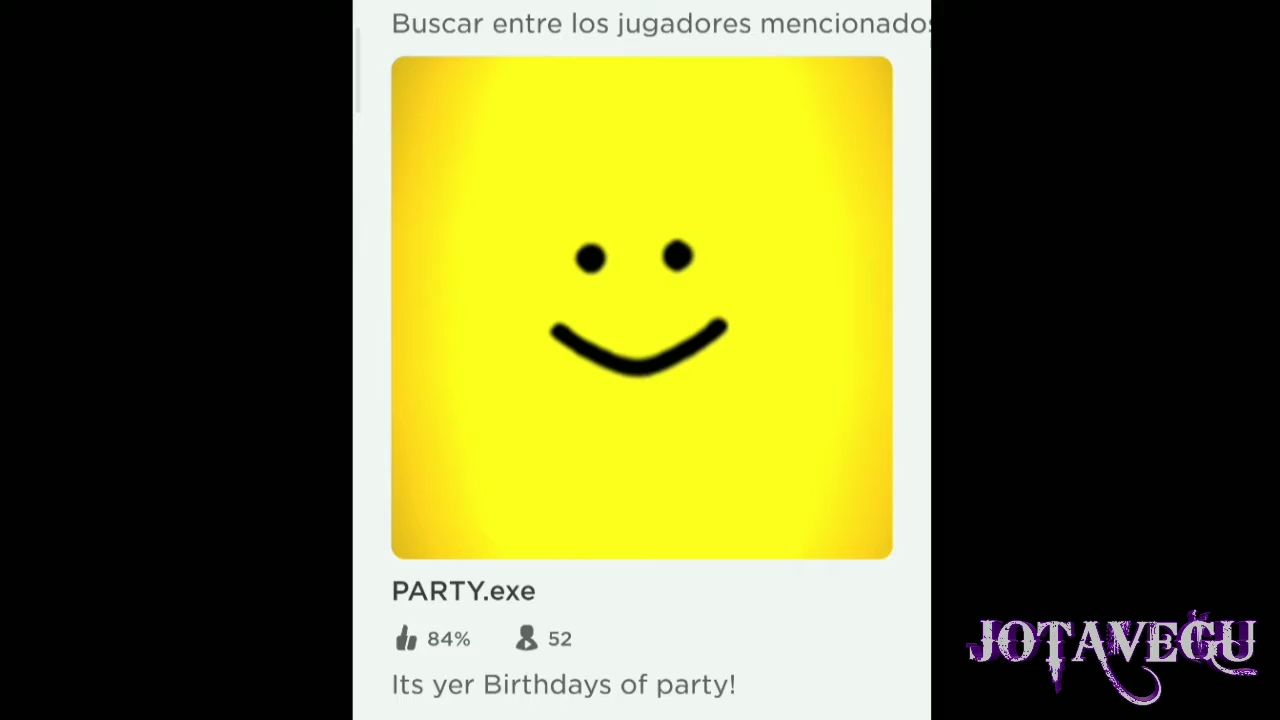 Buscar entre los jugadores mencionados
PARTY.exe
84% 52
Its yer Birthdays of party!
JOTAVEGU